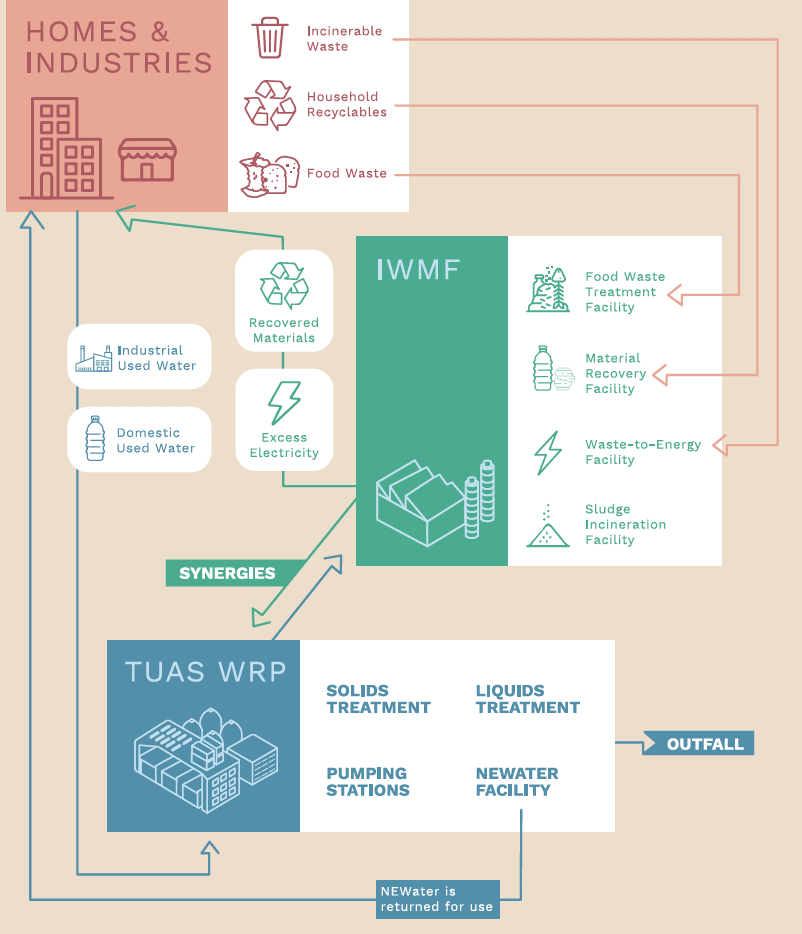 HOMES &
INDUSTRIES
Incinerable
Waste
Household
Recyclables
Food Waste
IWMF
Food Waste
Treatment
Facility
Material
Recovery
Facility
Waste-to-Energy
Facility
Sludge
Incineration
Facility
Recovered
Materials
Excess
Electricity
Industrial
Used Water
Domestic
Used Water
SYNERGIES
TUAS WRP
SOLIDS
TREATMENT
LIQUIDS
TREATMENT
PUMPING
STATIONS
NEWATER
FACILITY
OUTFALL
NEWater is
returned for use